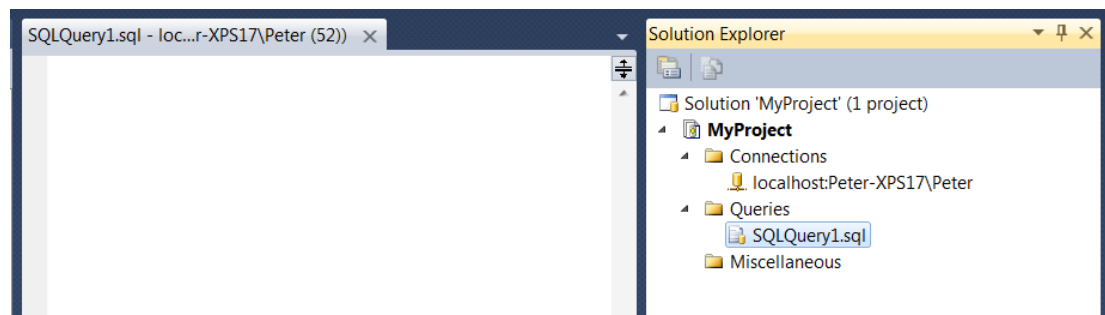 SQLQuery1.sql - loc...r-XPS17\Peter (52))
Solution Explorer
Solution 'MyProject' (1 project)
MyProject
Connections
localhost:Peter-XPS17\Peter
Queries
SQLQuery1.sql
Miscellaneous